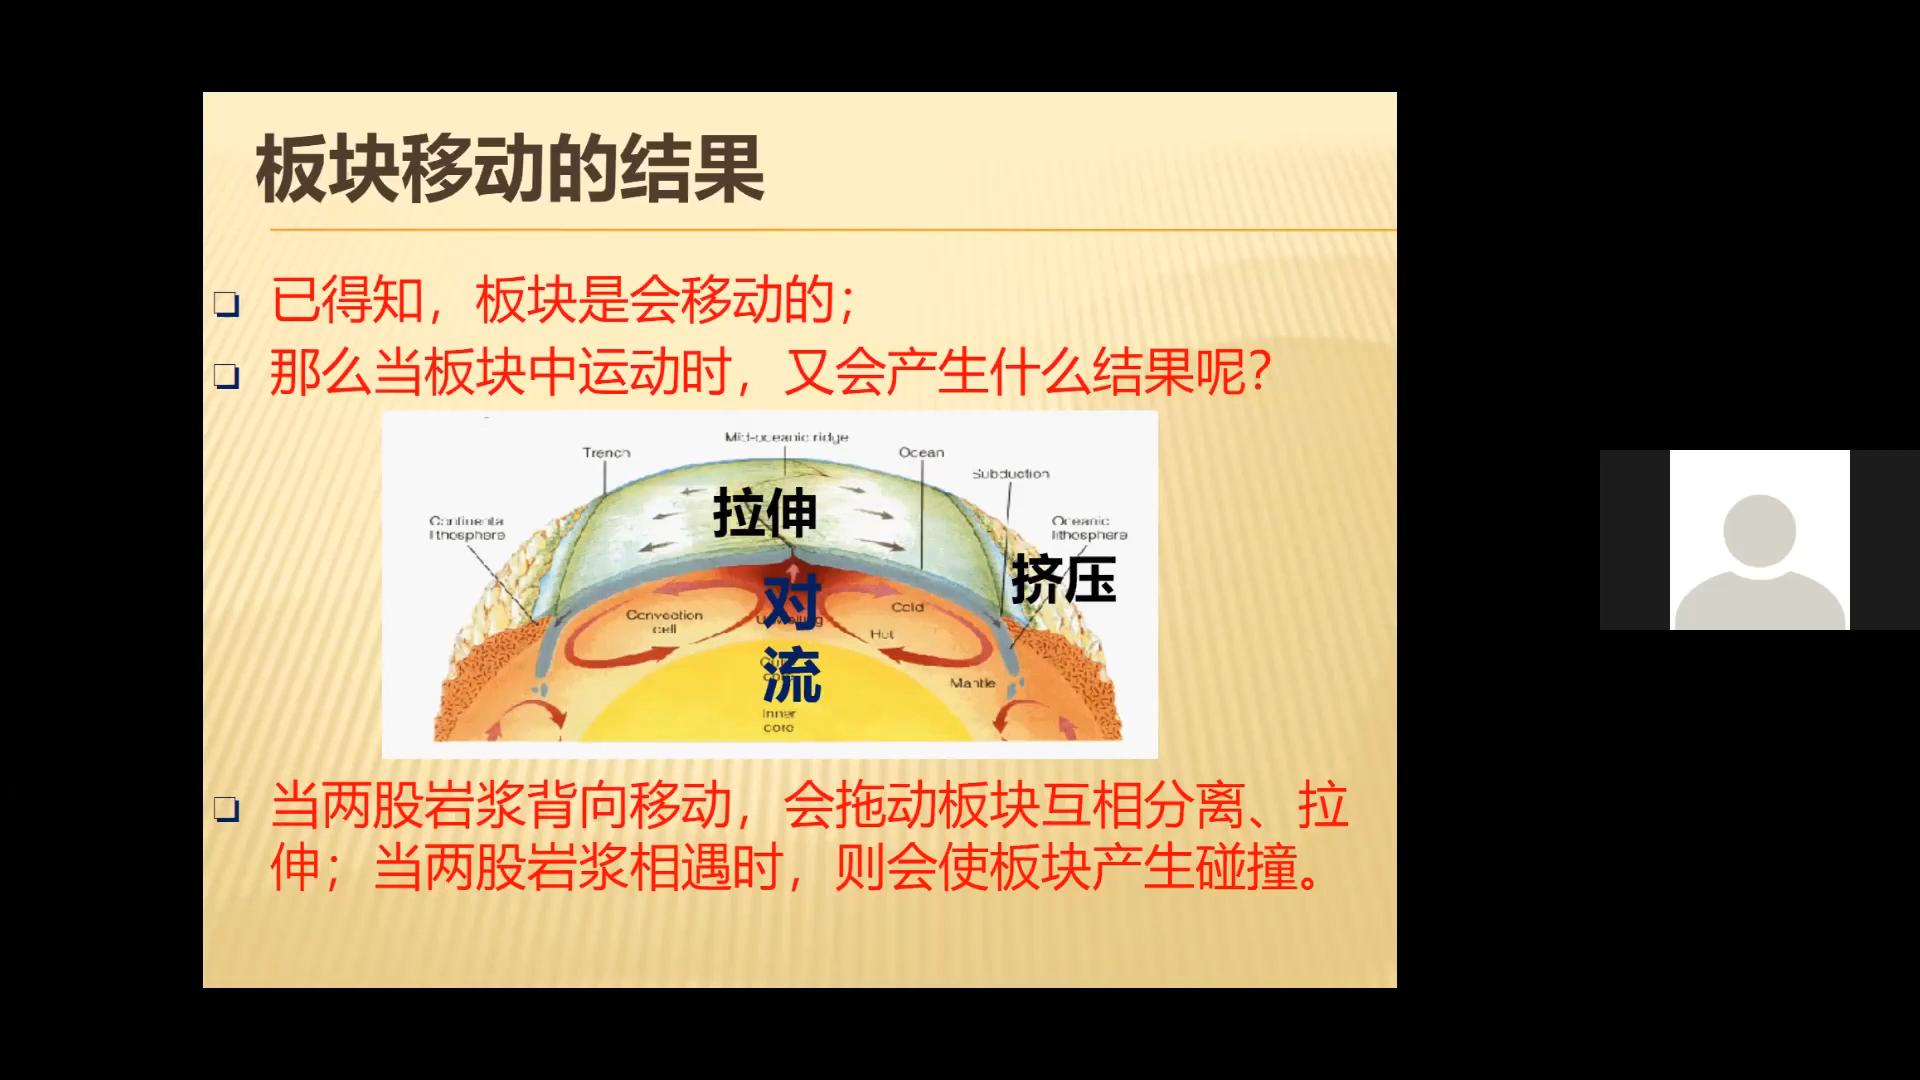 板块移动的结果
已得知，板块是会移动的；
那么当板块中运动时，又会产生什么结果呢？
Mid-oceanic ridge
Trench
Ocean
Subduction
拉伸
Continental
lithosphere
Oceanic
lithosphere
挤压
对
流
Convection
cell
Cold
Hot
Mantle
Inner
core
当两股岩浆背向移动，会拖动板块互相分离、拉
伸；当两股岩浆相遇时，则会使板块产生碰撞。